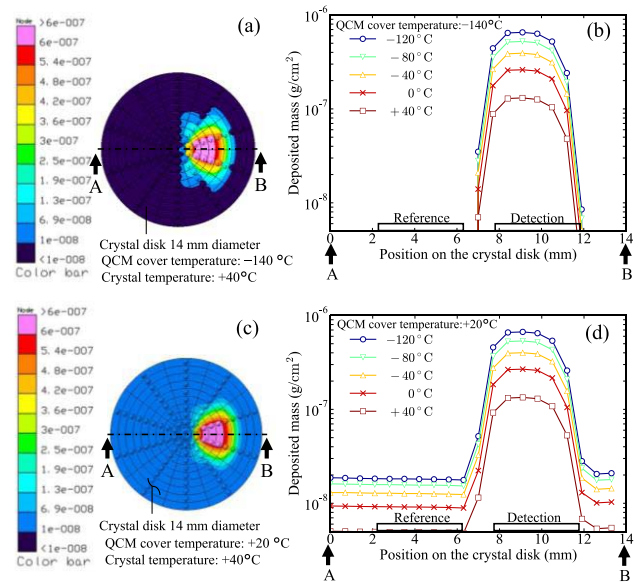 Node
>6e-007
6e-007
5.4e-007
4.8e-007
4.2e-007
3.6e-007
3e-007
2.5e-007
1.9e-007
1.3e-007
6.8e-008
1e-008
<1e-008
Color bar
(a)
A
B
Crystal disk 14 mm diameter
QCM cover temperature: −140 °C
Crystal temperature: +40°C
(b)
QCM cover temperature:−140°C
−120°C
−80°C
−40°C
0°C
+40°C
Deposited mass (g/cm²)
10⁻⁶
10⁻⁷
10⁻⁸
Reference
Detection
0 2 4 6 8 10 12 14
Position on the crystal disk (mm)
A
B
Node
>6e-007
6e-007
5.4e-007
4.8e-007
4.2e-007
3.6e-007
3e-007
2.5e-007
1.9e-007
1.3e-007
6.8e-008
1e-008
<1e-008
Color bar
(c)
A
B
Crystal disk 14 mm diameter
QCM cover temperature: +20 °C
Crystal temperature: +40°C
(d)
QCM cover temperature:+20°C
−120°C
−80°C
−40°C
0°C
+40°C
Deposited mass (g/cm²)
10⁻⁶
10⁻⁷
10⁻⁸
Reference
Detection
0 2 4 6 8 10 12 14
Position on the crystal disk (mm)
A
B